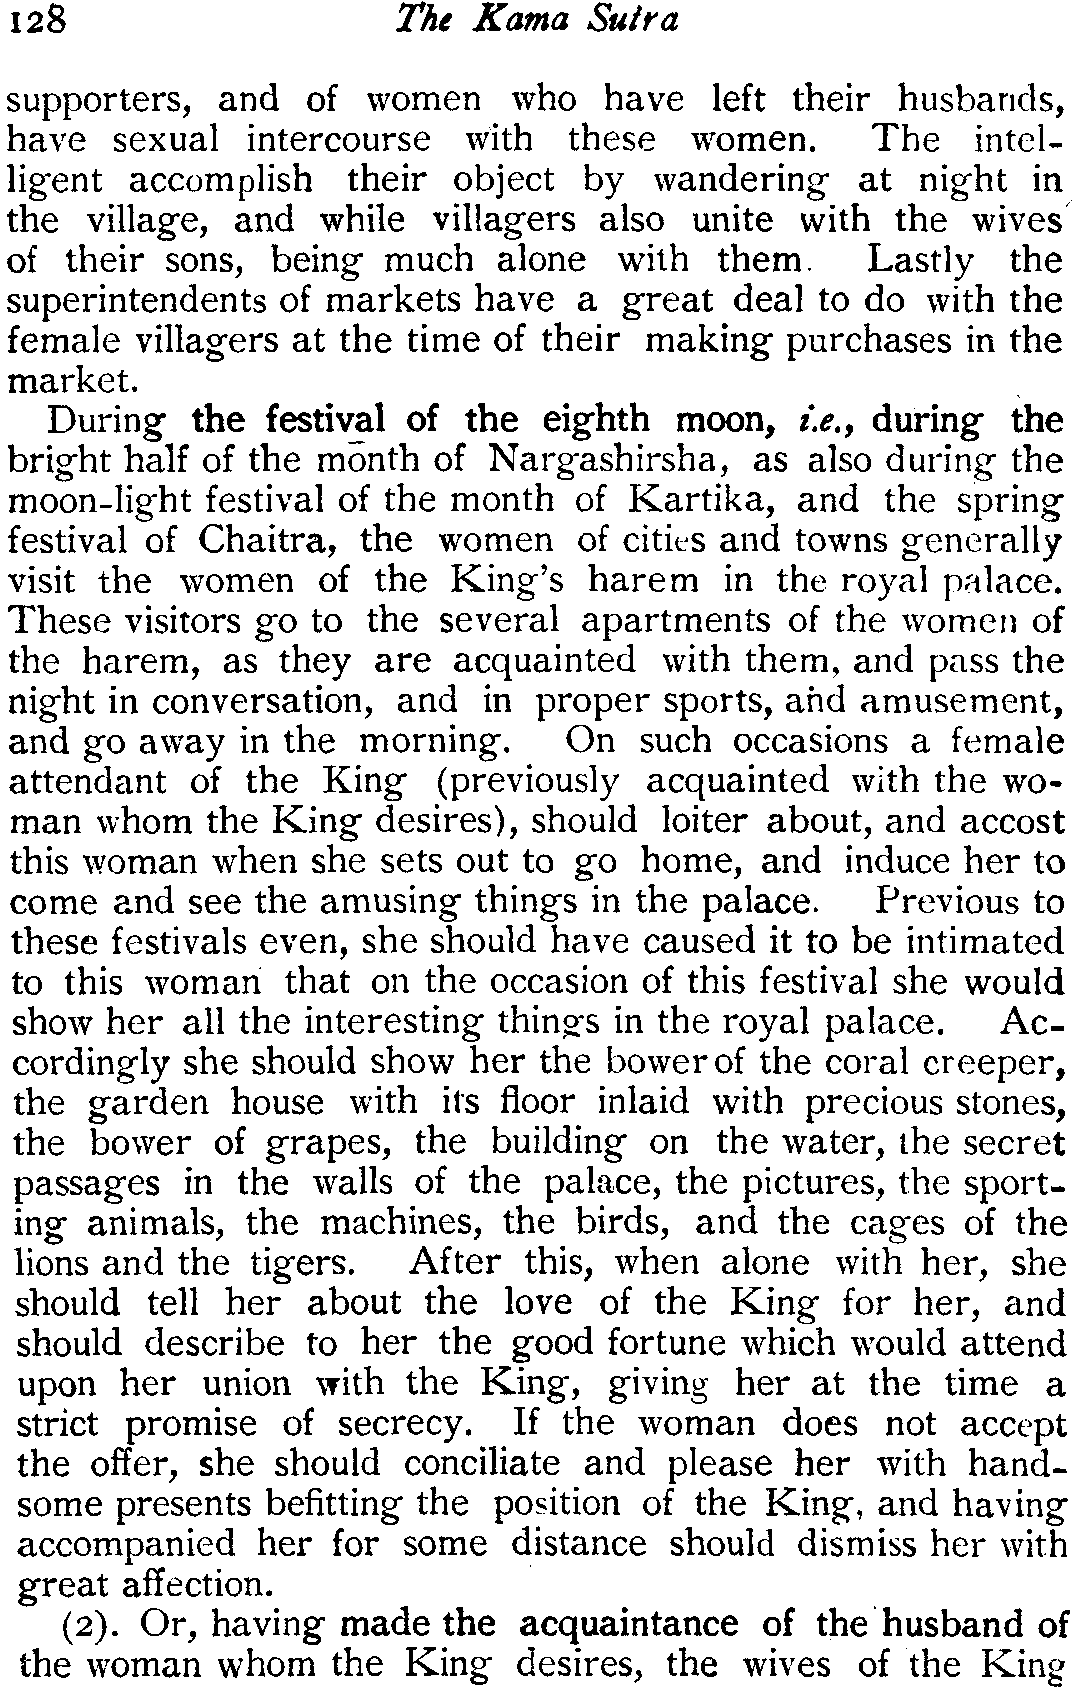 128 The Kama Sutra
supporters, and of women who have left their husbands,
have sexual intercourse with these women. The intel-
ligent accomplish their object by wandering at night in
the village, and while villagers also unite with the wives
of their sons, being much alone with them. Lastly the
superintendents of markets have a great deal to do with the
female villagers at the time of their making purchases in the
market.
During the festival of the eighth moon, i.e., during the
bright half of the month of Nargashirsha, as also during the
moon-light festival of the month of Kartika, and the spring
festival of Chaitra, the women of cities and towns generally
visit the women of the King's harem in the royal palace.
These visitors go to the several apartments of the women of
the harem, as they are acquainted with them, and pass the
night in conversation, and in proper sports, and amusement,
and go away in the morning. On such occasions a female
attendant of the King (previously acquainted with the wo-
man whom the King desires), should loiter about, and accost
this woman when she sets out to go home, and induce her to
come and see the amusing things in the palace. Previous to
these festivals even, she should have caused it to be intimated
to this woman that on the occasion of this festival she would
show her all the interesting things in the royal palace. Ac-
cordingly she should show her the bower of the coral creeper,
the garden house with its floor inlaid with precious stones,
the bower of grapes, the building on the water, the secret
passages in the walls of the palace, the pictures, the sport-
ing animals, the machines, the birds, and the cages of the
lions and the tigers. After this, when alone with her, she
should tell her about the love of the King for her, and
should describe to her the good fortune which would attend
upon her union with the King, giving her at the time a
strict promise of secrecy. If the woman does not accept
the offer, she should conciliate and please her with hand-
some presents befitting the position of the King, and having
accompanied her for some distance should dismiss her with
great affection.
(2). Or, having made the acquaintance of the husband of
the woman whom the King desires, the wives of the King